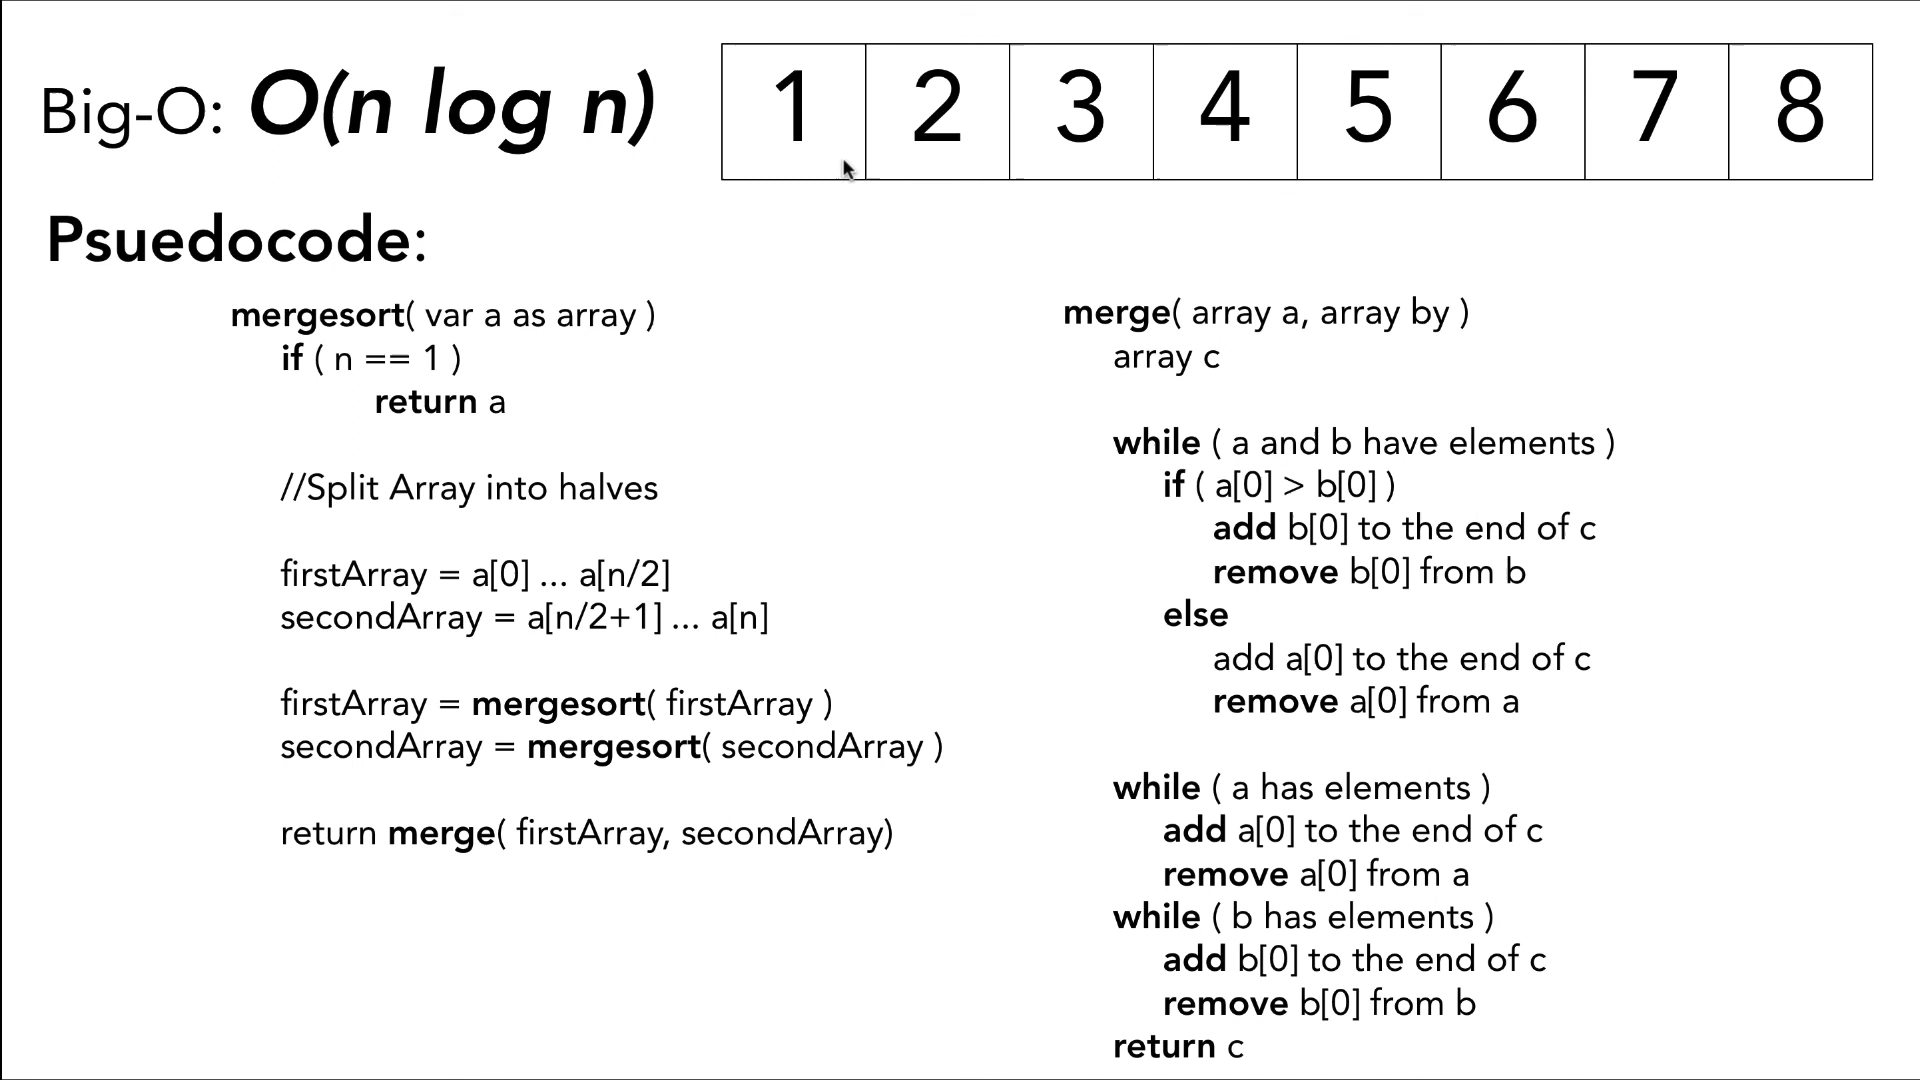 Big-O: O(n log n)
1 2 3 4 5 6 7 8
Psuedocode:
mergesort( var a as array )
if ( n == 1 )
return a
//Split Array into halves
firstArray = a[0] ... a[n/2]
secondArray = a[n/2+1] ... a[n]
firstArray = mergesort( firstArray )
secondArray = mergesort( secondArray )
return merge( firstArray, secondArray)
merge( array a, array by )
array c
while ( a and b have elements )
if ( a[0] > b[0] )
add b[0] to the end of c
remove b[0] from b
else
add a[0] to the end of c
remove a[0] from a
while ( a has elements )
add a[0] to the end of c
remove a[0] from a
while ( b has elements )
add b[0] to the end of c
remove b[0] from b
return c